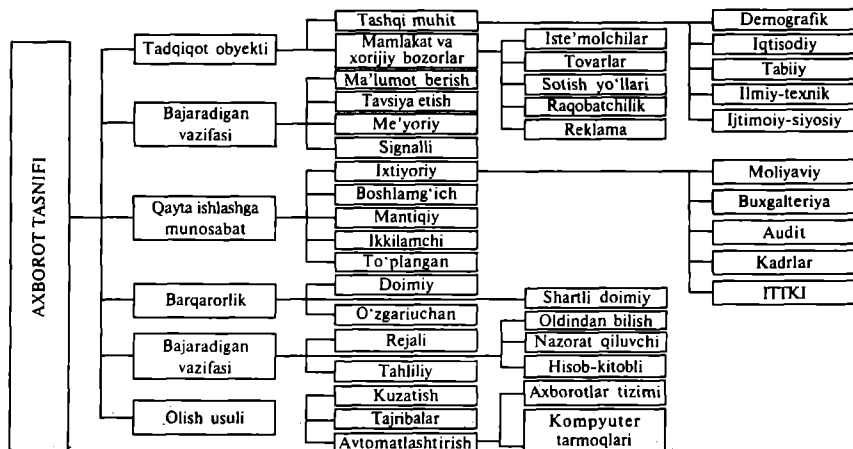 AXBOROT TASNIFI
Tadqiqot obyekti
Tashqi muhit
Mamlakat va
xorijiy bozorlar
Iste'molchilar
Tovarlar
Sotish yo'llari
Raqobatchilik
Reklama
Demografik
Iqtisodiy
Tabiiy
Ilmiy-texnik
Ijtimoiy-siyosiy
Bajaradigan
vazifasi
Ma'lumot berish
Tavsiya etish
Me'yoriy
Signalli
Qayta ishlashga
munosabat
Ixtiyoriy
Boshlamg'ich
Mantiqiy
Ikkilamchi
To'plangan
Moliyaviy
Buxgalteriya
Audit
Kadrlar
ITTKI
Barqarorlik
Doimiy
O'zgariuchan
Shartli doimiy
Bajaradigan
vazifasi
Rejali
Tahliliy
Oldindan bilish
Nazorat qiluvchi
Hisob-kitobli
Olish usuli
Kuzatish
Tajribalar
Avtomatlashtirish
Axborotlar tizimi
Kompyuter
tarmoqlari